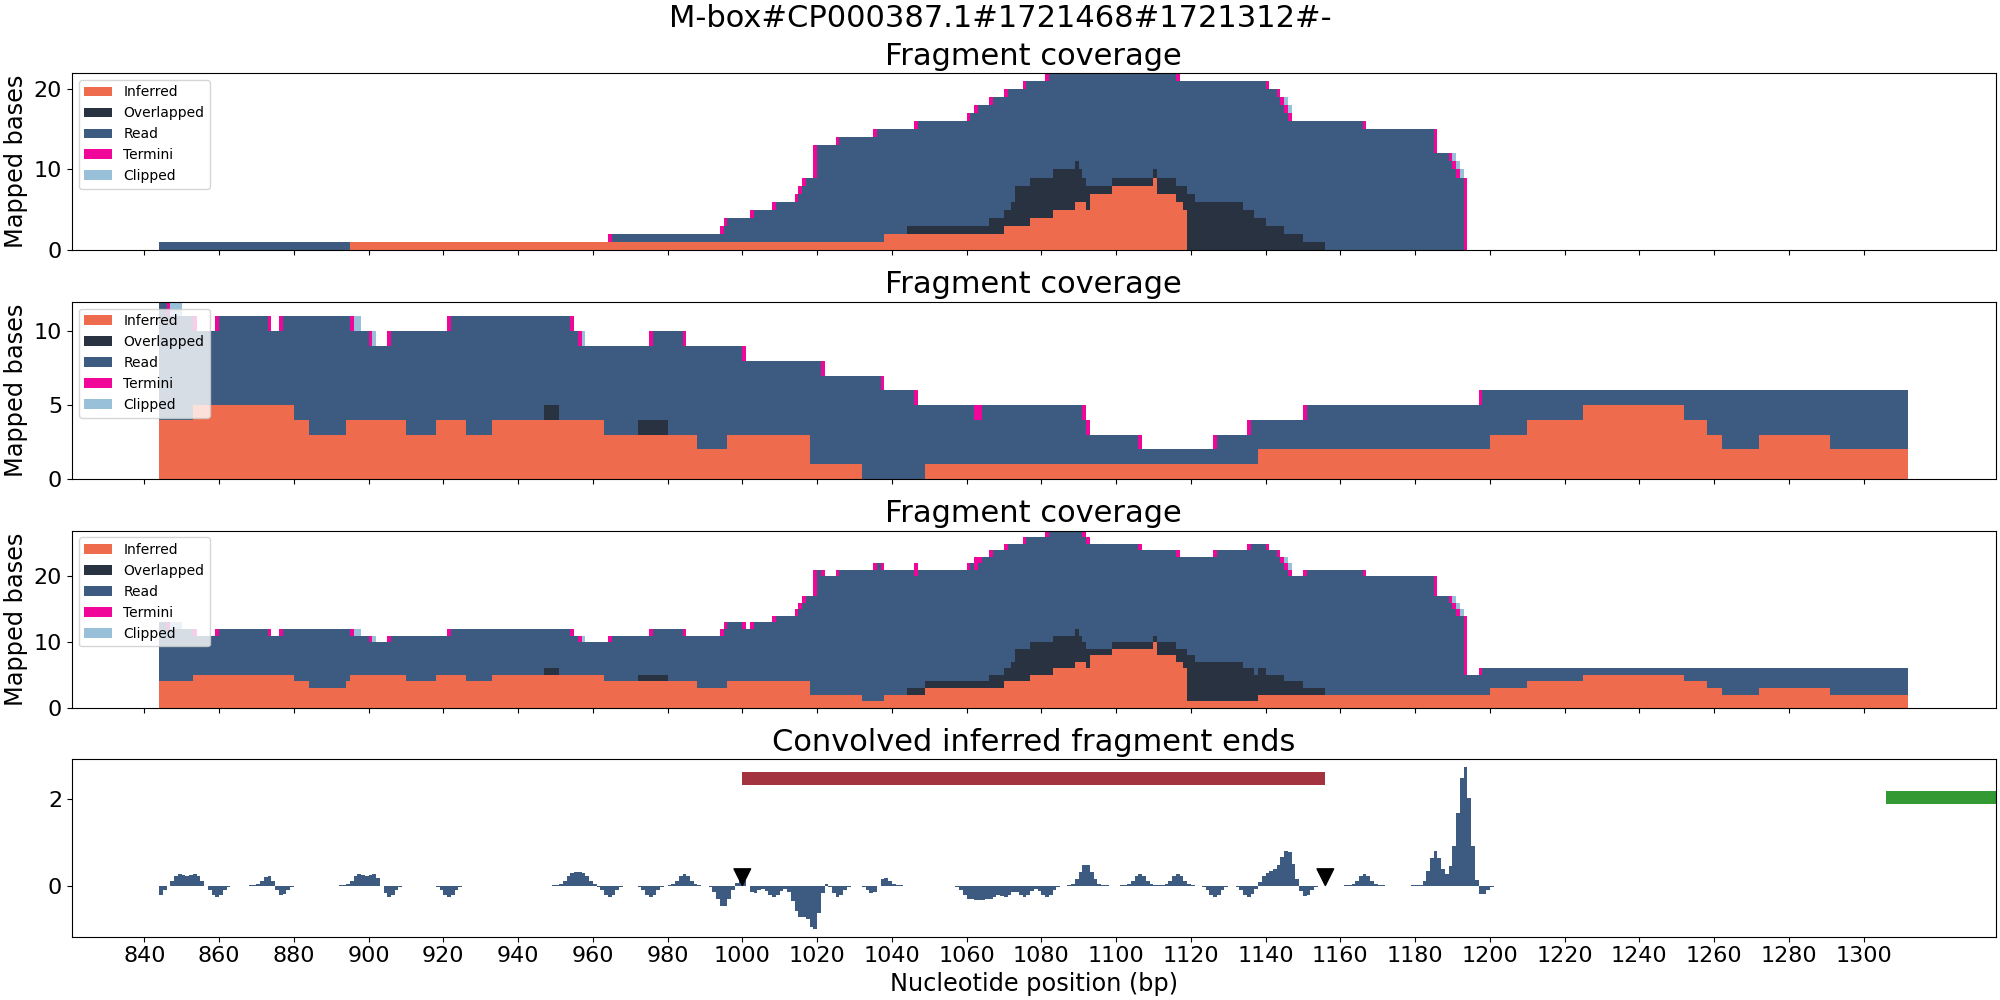 M-box#CP000387.1#1721468#1721312#-
Fragment coverage
Mapped bases
20
10
0
Inferred
Overlapped
Read
Termini
Clipped
Fragment coverage
Mapped bases
10
5
0
Inferred
Overlapped
Read
Termini
Clipped
Fragment coverage
Mapped bases
20
10
0
Inferred
Overlapped
Read
Termini
Clipped
Convolved inferred fragment ends
2
0
840 860 880 900 920 940 960 980 1000 1020 1040 1060 1080 1100 1120 1140 1160 1180 1200 1220 1240 1260 1280 1300
Nucleotide position (bp)